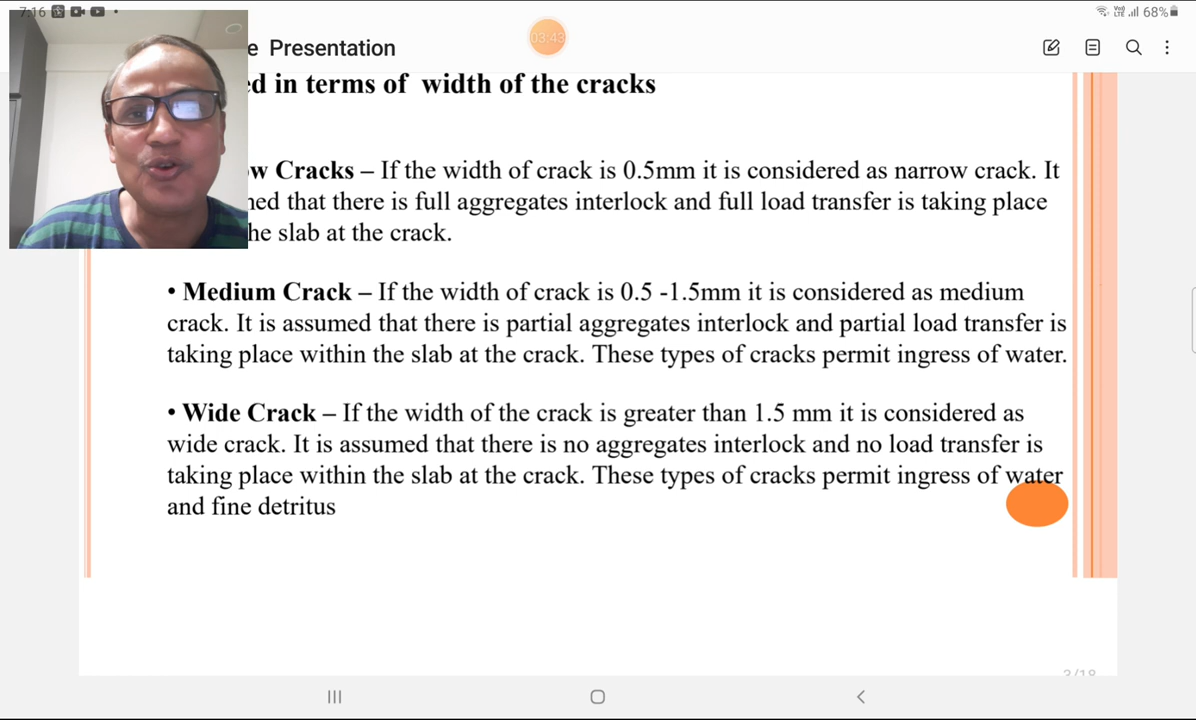 7:16
68%
03:43
e Presentation
ed in terms of width of the cracks
w Cracks – If the width of crack is 0.5mm it is considered as narrow crack. It
ned that there is full aggregates interlock and full load transfer is taking place
he slab at the crack.
• Medium Crack – If the width of crack is 0.5 -1.5mm it is considered as medium
crack. It is assumed that there is partial aggregates interlock and partial load transfer is
taking place within the slab at the crack. These types of cracks permit ingress of water.
• Wide Crack – If the width of the crack is greater than 1.5 mm it is considered as
wide crack. It is assumed that there is no aggregates interlock and no load transfer is
taking place within the slab at the crack. These types of cracks permit ingress of water
and fine detritus